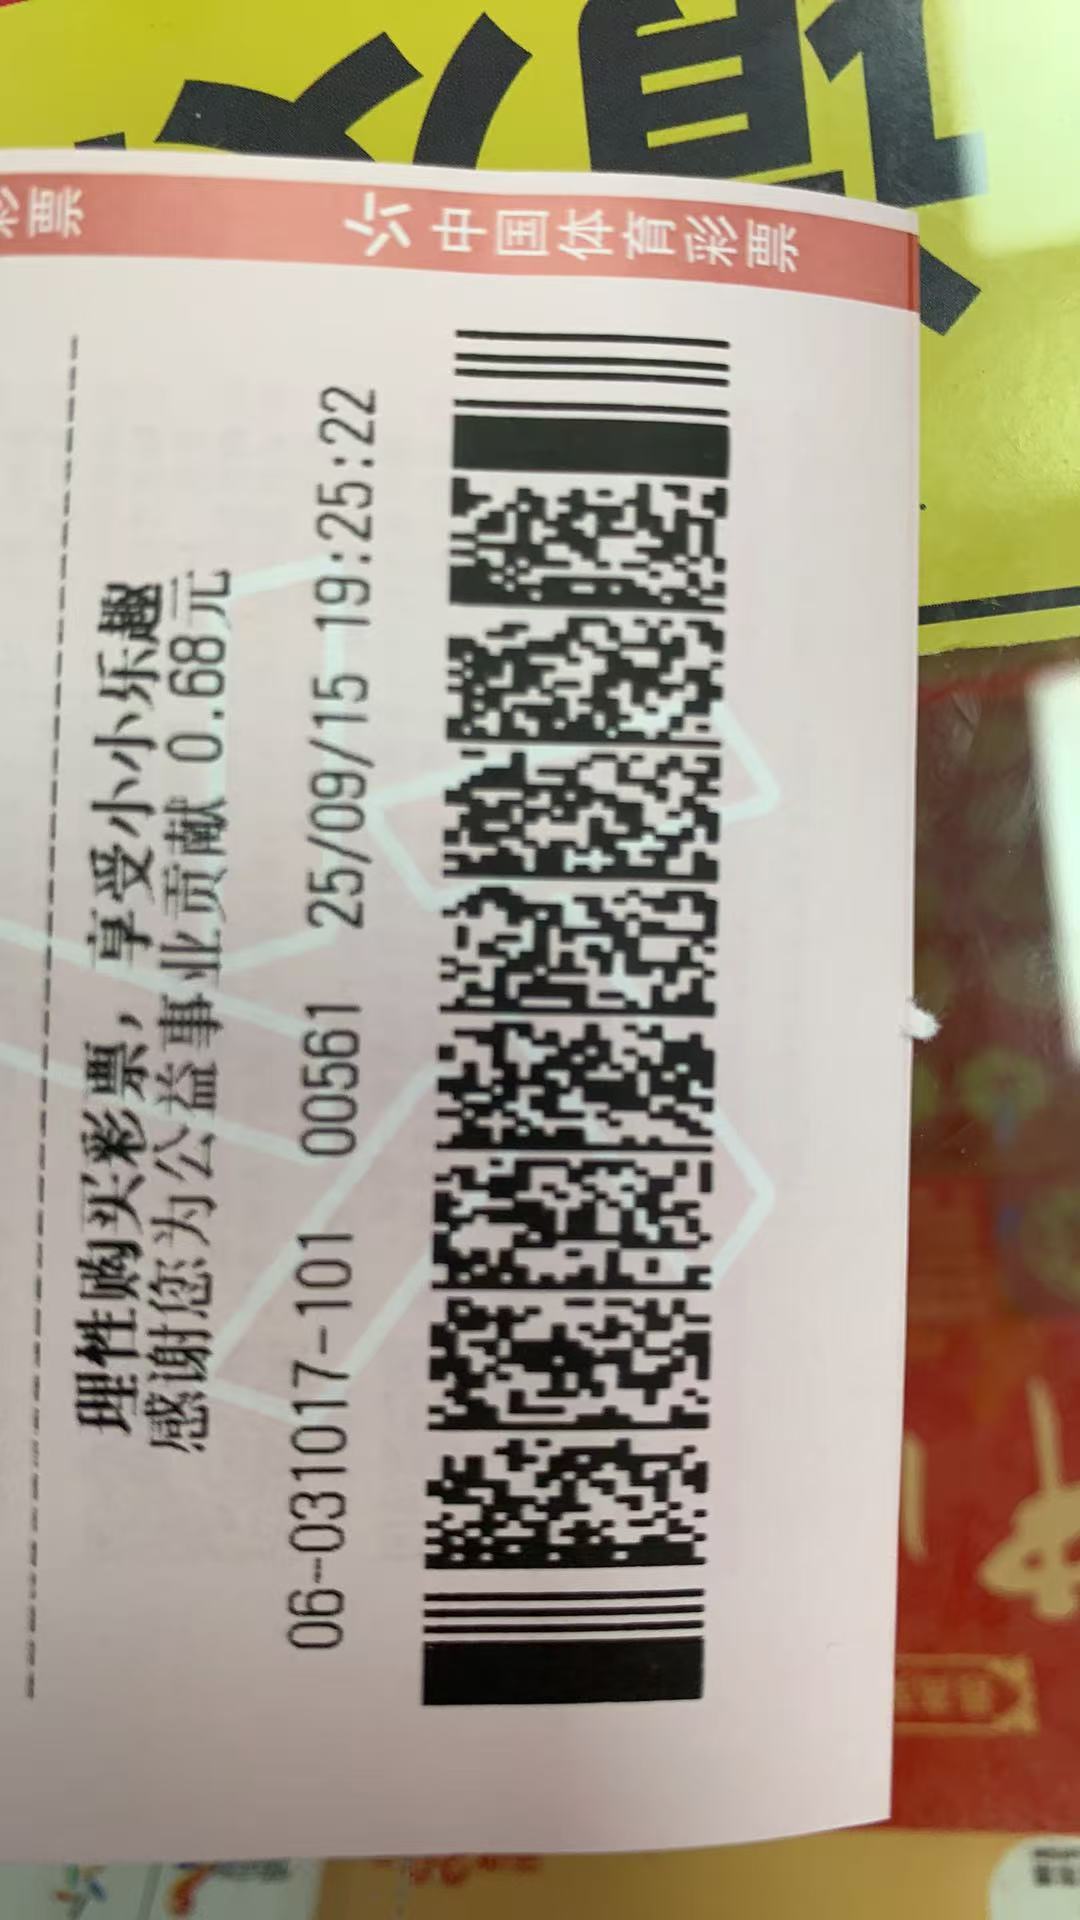 中国体育彩票
彩票
理性购买彩票，享受小小乐趣
感谢您为公益事业贡献 0.68元
06-031017-101 00561 25/09/15 19:25:22